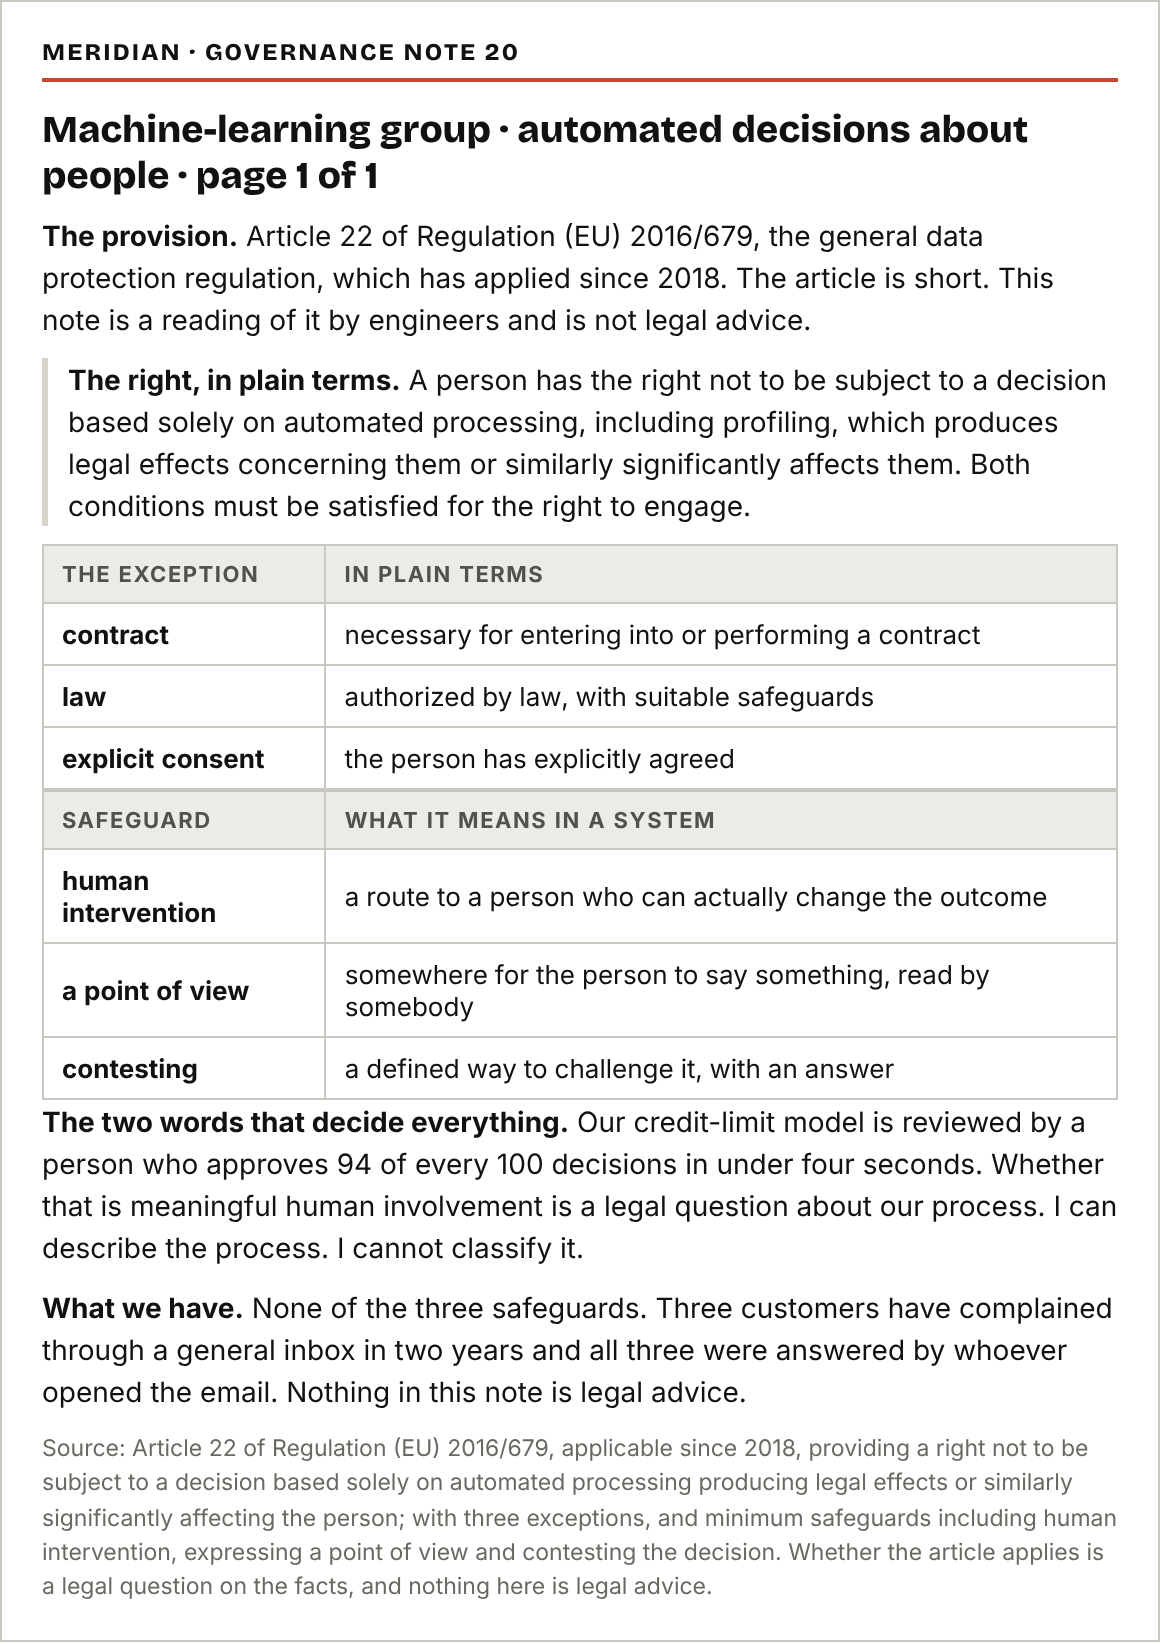 MERIDIAN · GOVERNANCE NOTE 20
Machine-learning group · automated decisions about
people · page 1 of 1
The provision. Article 22 of Regulation (EU) 2016/679, the general data
protection regulation, which has applied since 2018. The article is short. This
note is a reading of it by engineers and is not legal advice.
The right, in plain terms. A person has the right not to be subject to a decision
based solely on automated processing, including profiling, which produces
legal effects concerning them or similarly significantly affects them. Both
conditions must be satisfied for the right to engage.
THE EXCEPTION IN PLAIN TERMS
contract necessary for entering into or performing a contract
law authorized by law, with suitable safeguards
explicit consent the person has explicitly agreed
SAFEGUARD WHAT IT MEANS IN A SYSTEM
human
intervention
a route to a person who can actually change the outcome
a point of view
somewhere for the person to say something, read by
somebody
contesting a defined way to challenge it, with an answer
The two words that decide everything. Our credit-limit model is reviewed by a
person who approves 94 of every 100 decisions in under four seconds. Whether
that is meaningful human involvement is a legal question about our process. I can
describe the process. I cannot classify it.
What we have. None of the three safeguards. Three customers have complained
through a general inbox in two years and all three were answered by whoever
opened the email. Nothing in this note is legal advice.
Source: Article 22 of Regulation (EU) 2016/679, applicable since 2018, providing a right not to be
subject to a decision based solely on automated processing producing legal effects or similarly
significantly affecting the person; with three exceptions, and minimum safeguards including human
intervention, expressing a point of view and contesting the decision. Whether the article applies is
a legal question on the facts, and nothing here is legal advice.